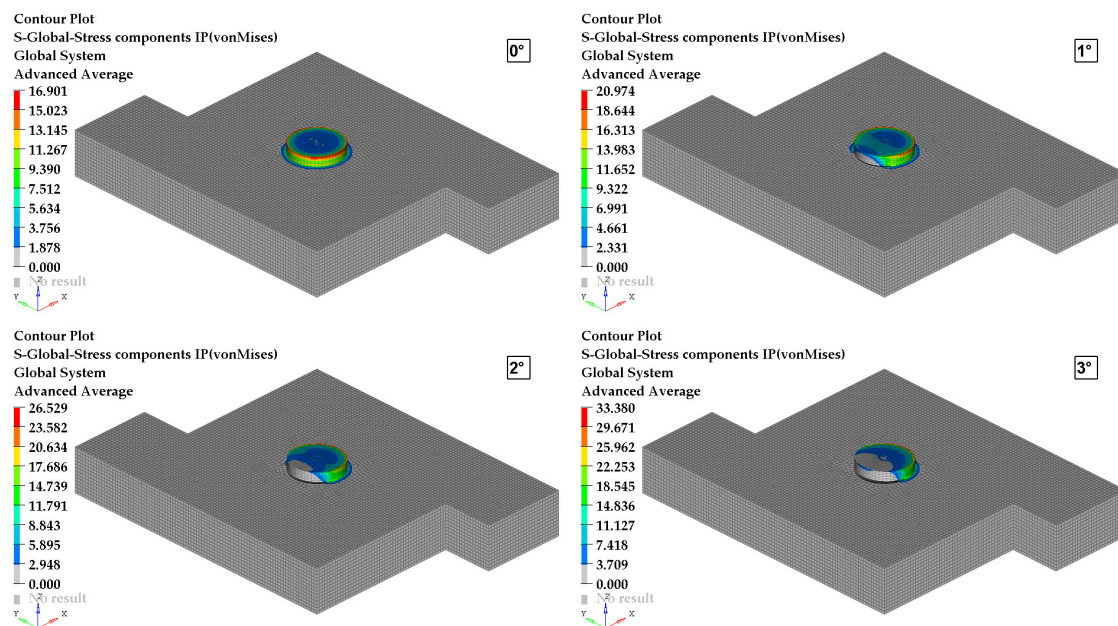 Contour Plot
S-Global-Stress components IP(vonMises)
Global System
Advanced Average
0°
16.901
15.023
13.145
11.267
9.390
7.512
5.634
3.756
1.878
0.000
No result
Z
Y
X
Contour Plot
S-Global-Stress components IP(vonMises)
Global System
Advanced Average
1°
20.974
18.644
16.313
13.983
11.652
9.322
6.991
4.661
2.331
0.000
No result
Z
Y
X
Contour Plot
S-Global-Stress components IP(vonMises)
Global System
Advanced Average
2°
26.529
23.582
20.634
17.686
14.739
11.791
8.843
5.895
2.948
0.000
No result
Z
Y
X
Contour Plot
S-Global-Stress components IP(vonMises)
Global System
Advanced Average
3°
33.380
29.671
25.962
22.253
18.545
14.836
11.127
7.418
3.709
0.000
No result
Z
Y
X